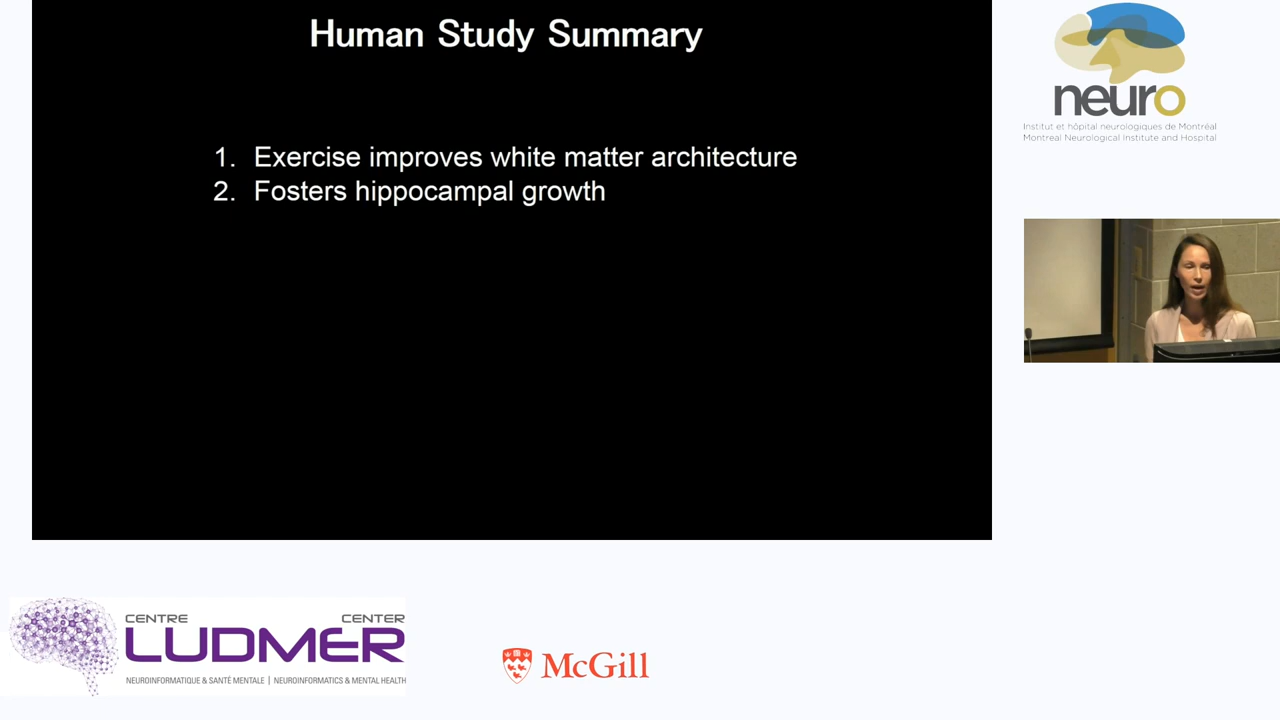 Human Study Summary
1. Exercise improves white matter architecture
2. Fosters hippocampal growth
neuro
Institut et hôpital neurologiques de Montréal
Montreal Neurological Institute and Hospital
CENTRE CENTER
LUDMER
NEUROINFORMATIQUE & SANTÉ MENTALE | NEUROINFORMATICS & MENTAL HEALTH
McGill